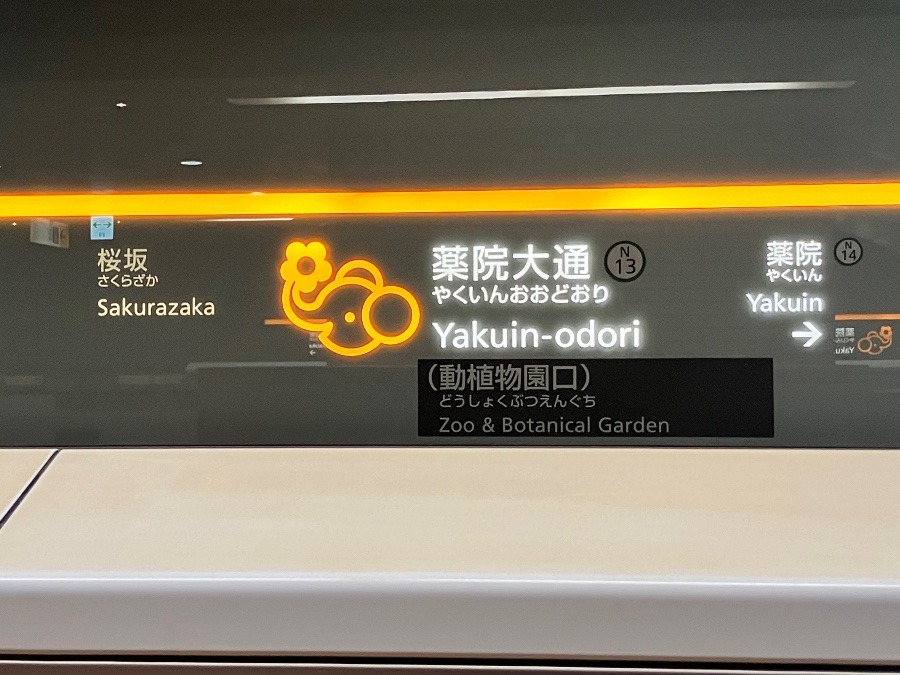 桜坂
さくらざか
Sakurazaka
薬院大通 N 13
やくいんおおどおり
Yakuin-odori
(動植物園口)
どうしょくぶつえんぐち
Zoo & Botanical Garden
薬院 N 14
やくいん
Yakuin
→